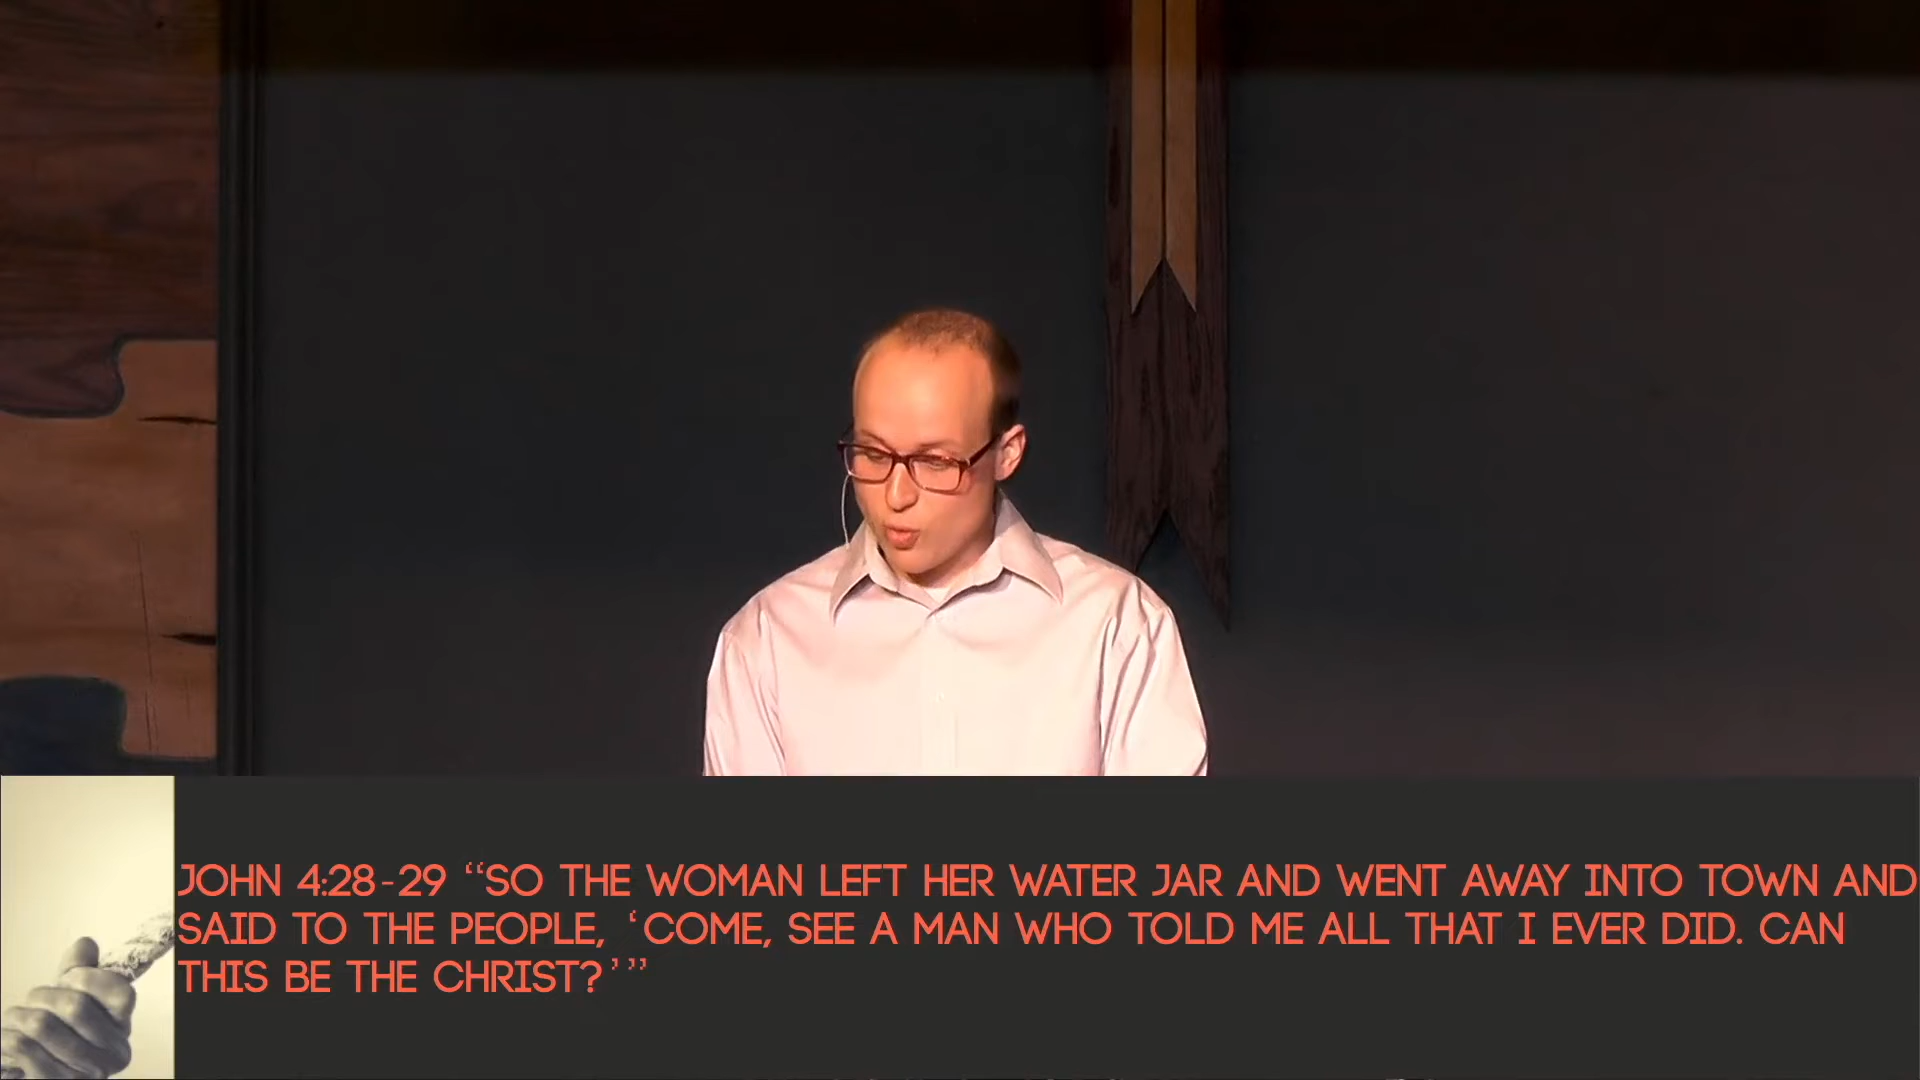 JOHN 4:28-29 “SO THE WOMAN LEFT HER WATER JAR AND WENT AWAY INTO TOWN AND
SAID TO THE PEOPLE, ‘COME, SEE A MAN WHO TOLD ME ALL THAT I EVER DID. CAN
THIS BE THE CHRIST?’”